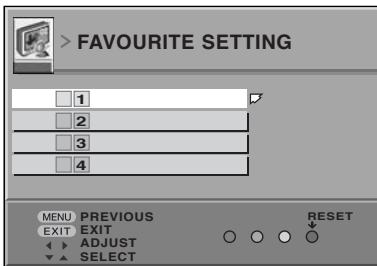 > FAVOURITE SETTING
1
2
3
4
MENU PREVIOUS
EXIT EXIT
ADJUST
SELECT
RESET